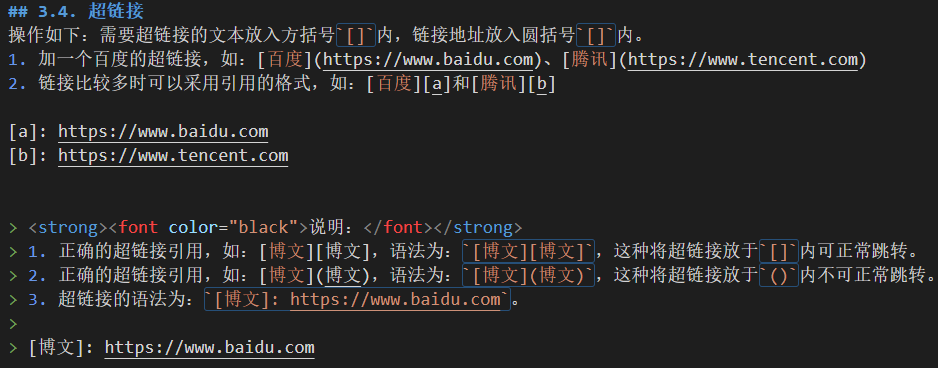 ## 3.4. 超链接
操作如下：需要超链接的文本放入方括号`[]`内，链接地址放入圆括号`[]`内。
1. 加一个百度的超链接，如：[百度](https://www.baidu.com)、[腾讯](https://www.tencent.com)
2. 链接比较多时可以采用引用的格式，如：[百度][a]和[腾讯][b]
[a]: https://www.baidu.com
[b]: https://www.tencent.com
> <strong><font color="black">说明：</font></strong>
> 1. 正确的超链接引用，如：[博文][博文]，语法为：`[博文][博文]`，这种将超链接放于`[]`内可正常跳转。
> 2. 正确的超链接引用，如：[博文](博文)，语法为：`[博文](博文)`，这种将超链接放于`()`内不可正常跳转。
> 3. 超链接的语法为：`[博文]: https://www.baidu.com`。
>
> [博文]: https://www.baidu.com